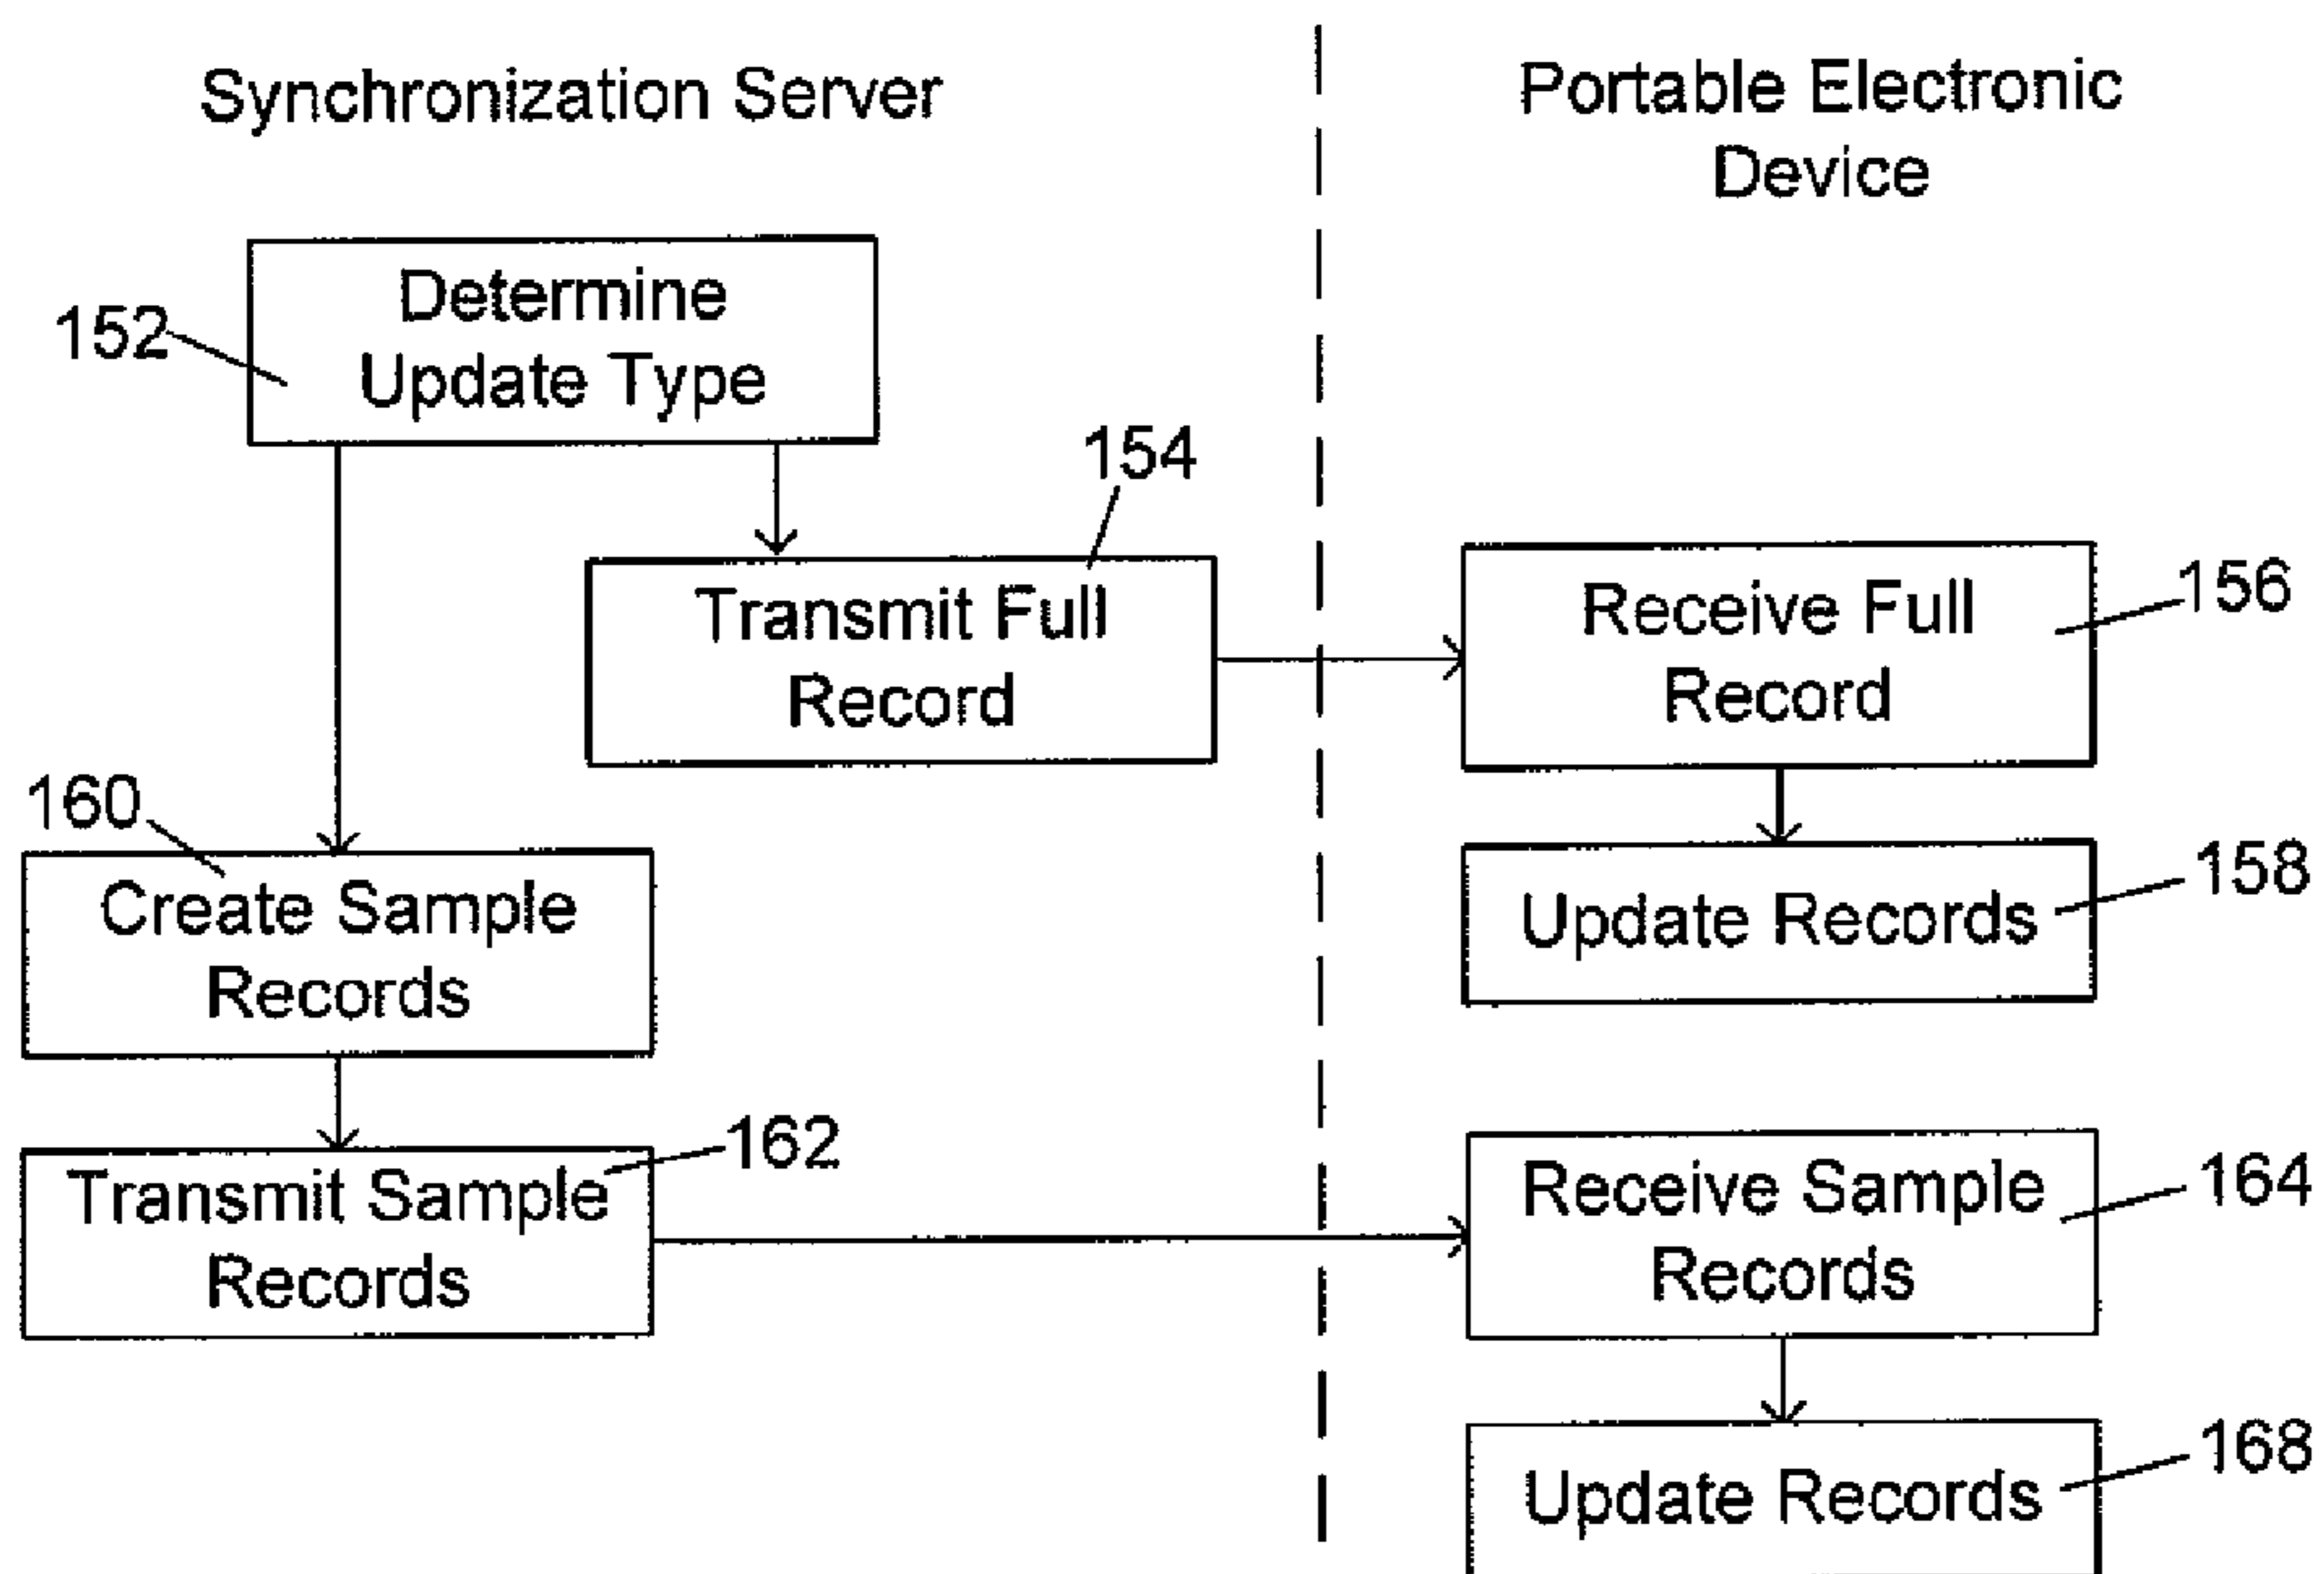 Synchronization Server
Portable Electronic
Device
152
Determine
Update Type
154
Transmit Full
Record
156
Receive Full
Record
158
Update Records
160
Create Sample
Records
162
Transmit Sample
Records
164
Receive Sample
Records
168
Update Records